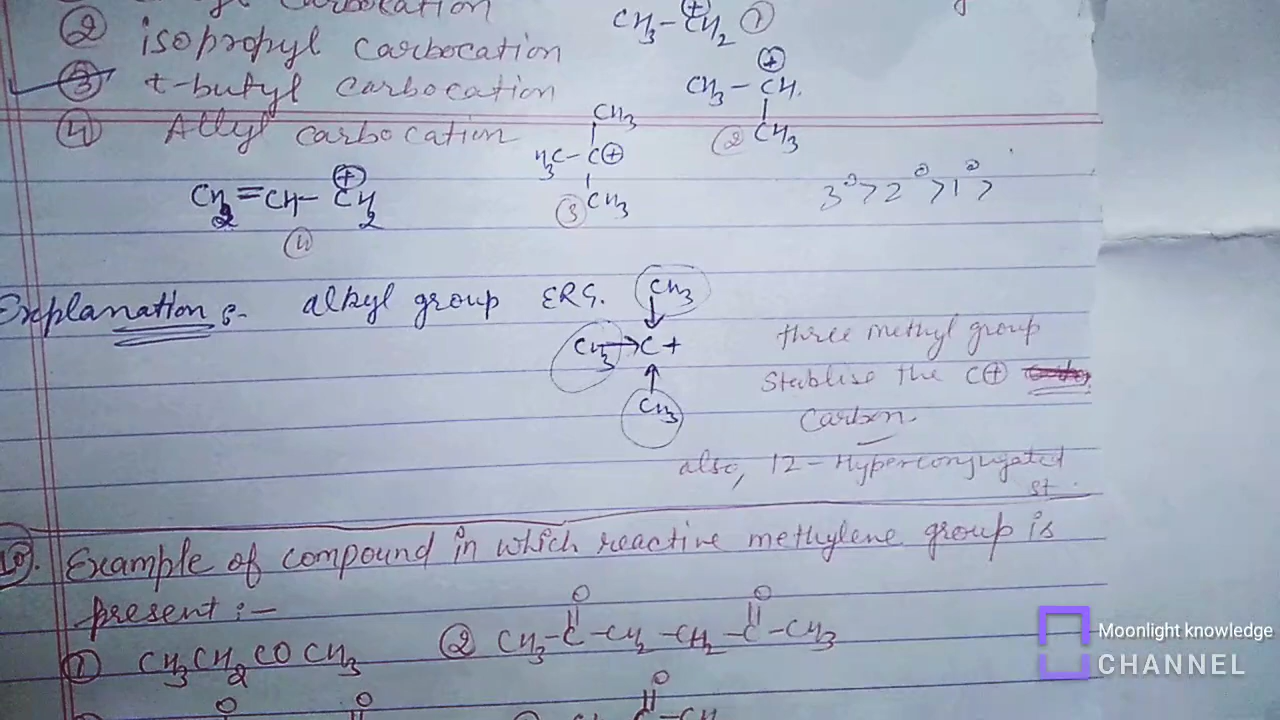 carbocation
② isopropyl carbocation
③ t-butyl carbocation
④ Allyl carbocation
CH3 – CH2 ①
⊕
CH3 – CH.
CH3
②
CH3
H3C – C⊕
CH3
③
⊕
CH2 = CH – CH2
④
3° > 2° > 1° >
Explanation :- alkyl group ERG.
CH3
CH3 → C +
CH3
three methyl group
Stablise the C⊕
Carbon.
also, 12 – Hyperconjugated
st.
10. Example of compound in which reactive methylene group is
present :–
① CH3CH2COCH3
② CH3 – C – CH2 – CH2 – C – CH3
O O
O O
O
C – CH
Moonlight knowledge
CHANNEL